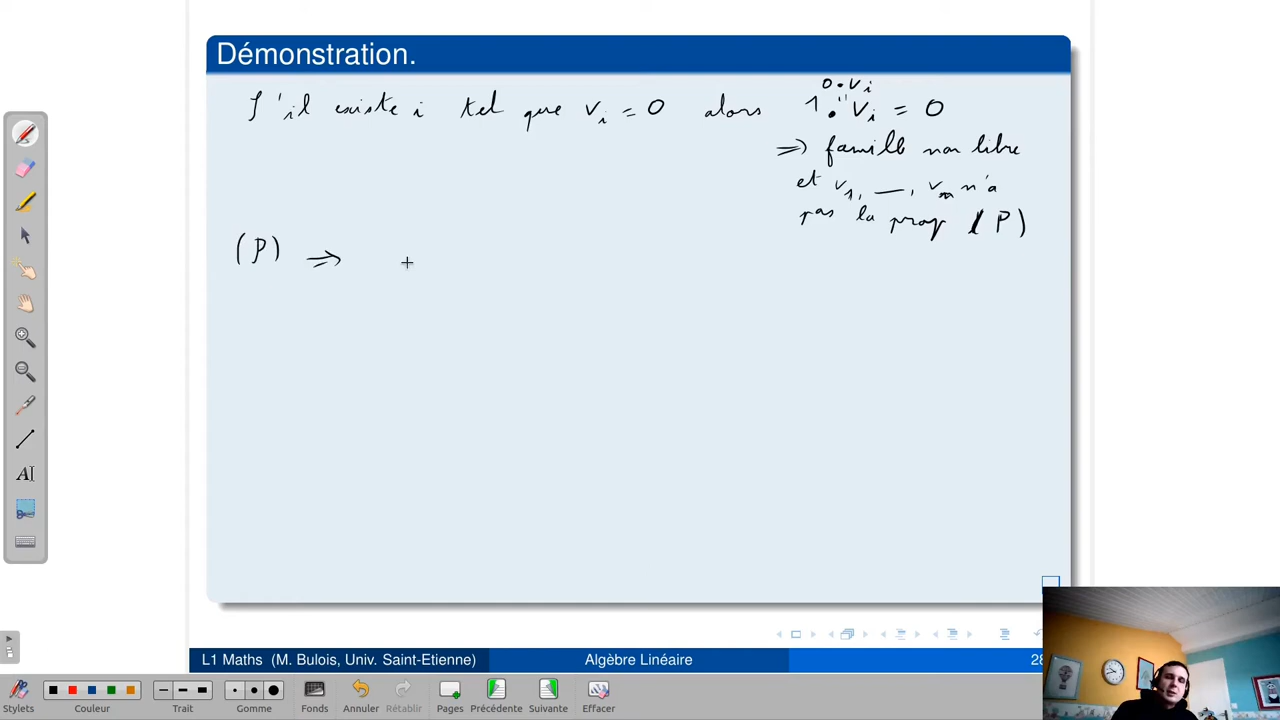 Démonstration.
0 · vᵢ
S'il existe i tel que vᵢ = 0 alors 1 · vᵢ = 0
⇒ famille non libre
et v₁, —, vₘ n'a
pas la prop (P)
(P) ⇒
L1 Maths (M. Bulois, Univ. Saint-Etienne) Algèbre Linéaire 28
Stylets Couleur Trait Gomme Fonds Annuler Rétablir Pages Précédente Suivante Effacer